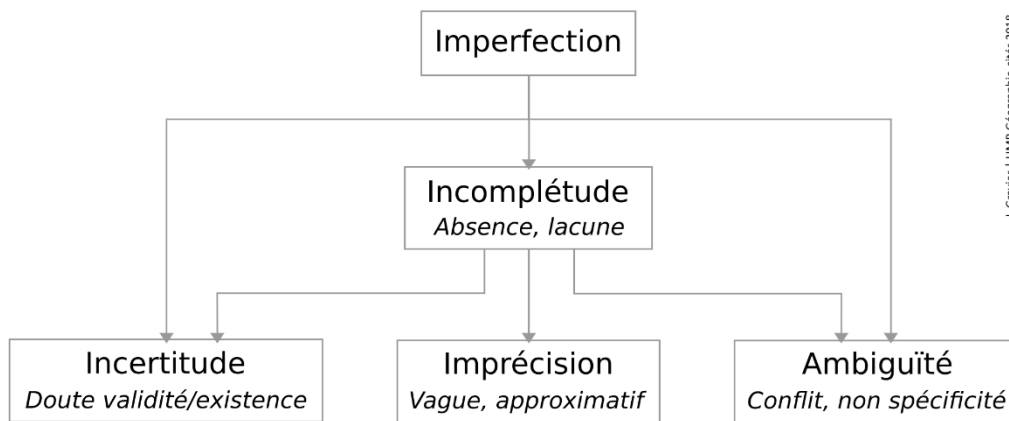 Imperfection
Incomplétude
Absence, lacune
Incertitude
Doute validité/existence
Imprécision
Vague, approximatif
Ambiguïté
Conflit, non spécificité